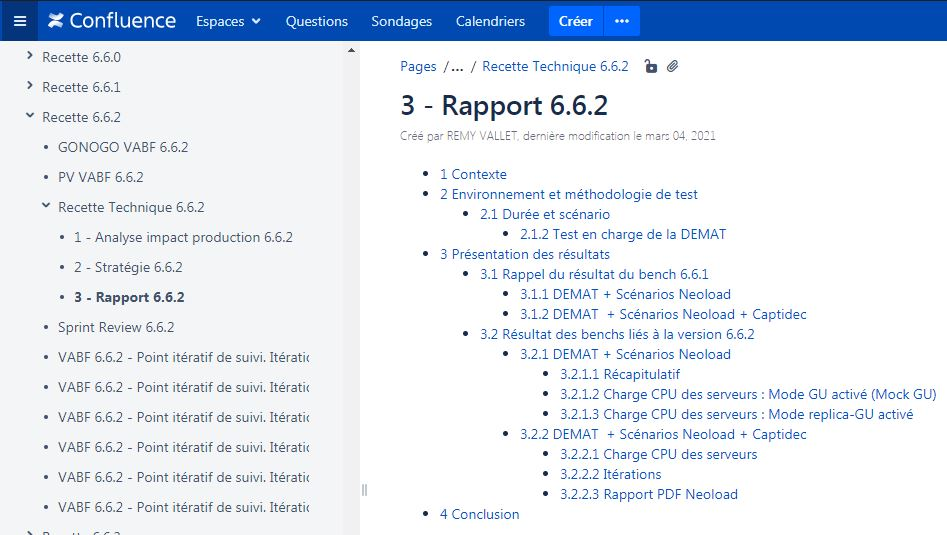 Confluence Espaces Questions Sondages Calendriers Créer ...
Recette 6.6.0
Recette 6.6.1
Recette 6.6.2
GONOGO VABF 6.6.2
PV VABF 6.6.2
Recette Technique 6.6.2
1 - Analyse impact production 6.6.2
2 - Stratégie 6.6.2
3 - Rapport 6.6.2
Sprint Review 6.6.2
VABF 6.6.2 - Point itératif de suivi. Itératio
VABF 6.6.2 - Point itératif de suivi. Itératio
VABF 6.6.2 - Point itératif de suivi. Itératio
VABF 6.6.2 - Point itératif de suivi. Itératio
VABF 6.6.2 - Point itératif de suivi. Itératio
VABF 6.6.2 - Point itératif de suivi. Itératio
Pages /... / Recette Technique 6.6.2
3 - Rapport 6.6.2
Créé par REMY VALLET, dernière modification le mars 04, 2021
1 Contexte
2 Environnement et méthodologie de test
2.1 Durée et scénario
2.1.2 Test en charge de la DEMAT
3 Présentation des résultats
3.1 Rappel du résultat du bench 6.6.1
3.1.1 DEMAT + Scénarios Neoload
3.1.2 DEMAT + Scénarios Neoload + Captidec
3.2 Résultat des benchs liés à la version 6.6.2
3.2.1 DEMAT + Scénarios Neoload
3.2.1.1 Récapitulatif
3.2.1.2 Charge CPU des serveurs : Mode GU activé (Mock GU)
3.2.1.3 Charge CPU des serveurs : Mode replica-GU activé
3.2.2 DEMAT + Scénarios Neoload + Captidec
3.2.2.1 Charge CPU des serveurs
3.2.2.2 Itérations
3.2.2.3 Rapport PDF Neoload
4 Conclusion